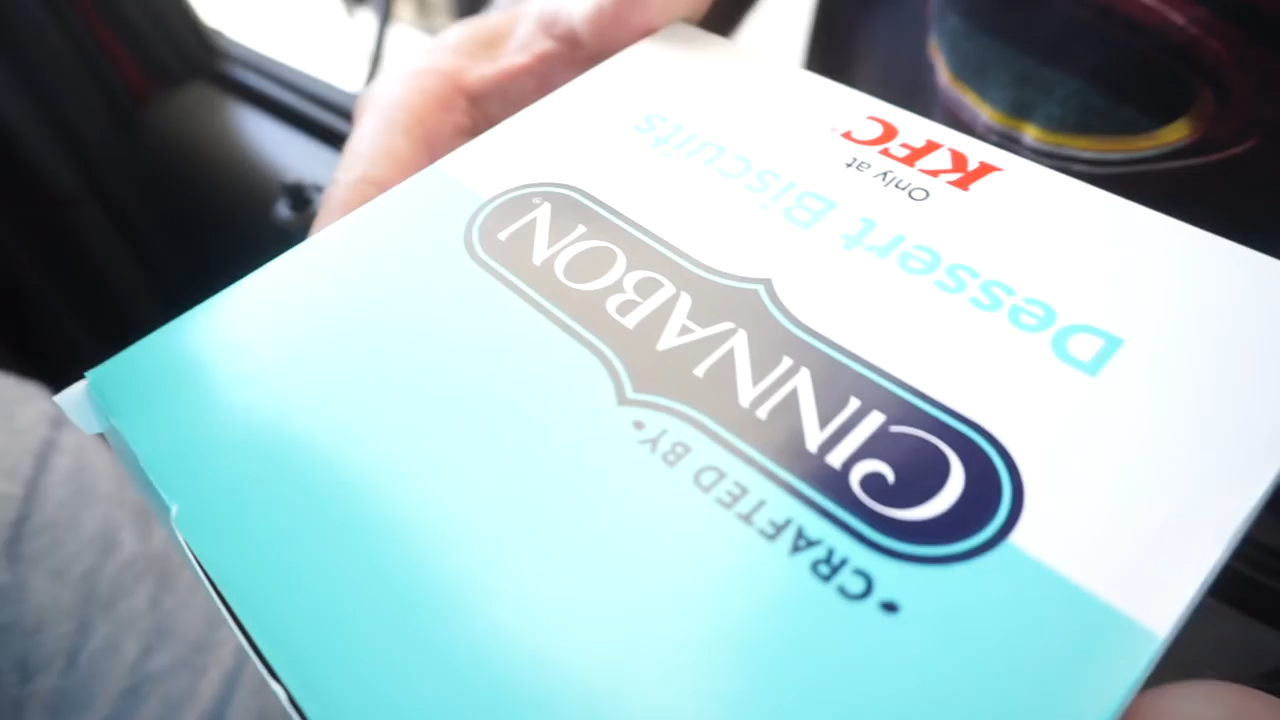 • CRAFTED BY •
CINNABON®
Dessert Biscuits
Only at
KFC